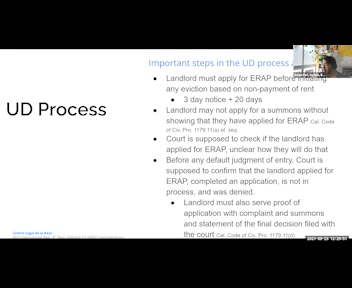 Important steps in the UD process a
UD Process
• Landlord must apply for ERAP before initiating
any eviction based on non-payment of rent
• 3 day notice + 20 days
• Landlord may not apply for a summons without
showing that they have applied for ERAP Cal. Code
of Civ. Pro. 1179.11(a) et. seq.
• Court is supposed to check if the landlord has
applied for ERAP, unclear how they will do that
• Before any default judgment of entry, Court is
supposed to confirm that the landlord applied for
ERAP, completed an application, is not in
process, and was denied.
• Landlord must also serve proof of
application with complaint and summons
and statement of the final decision filed with
the court Cal. Code of Civ. Pro. 1179.11(d)
Centro Legal de la Raza